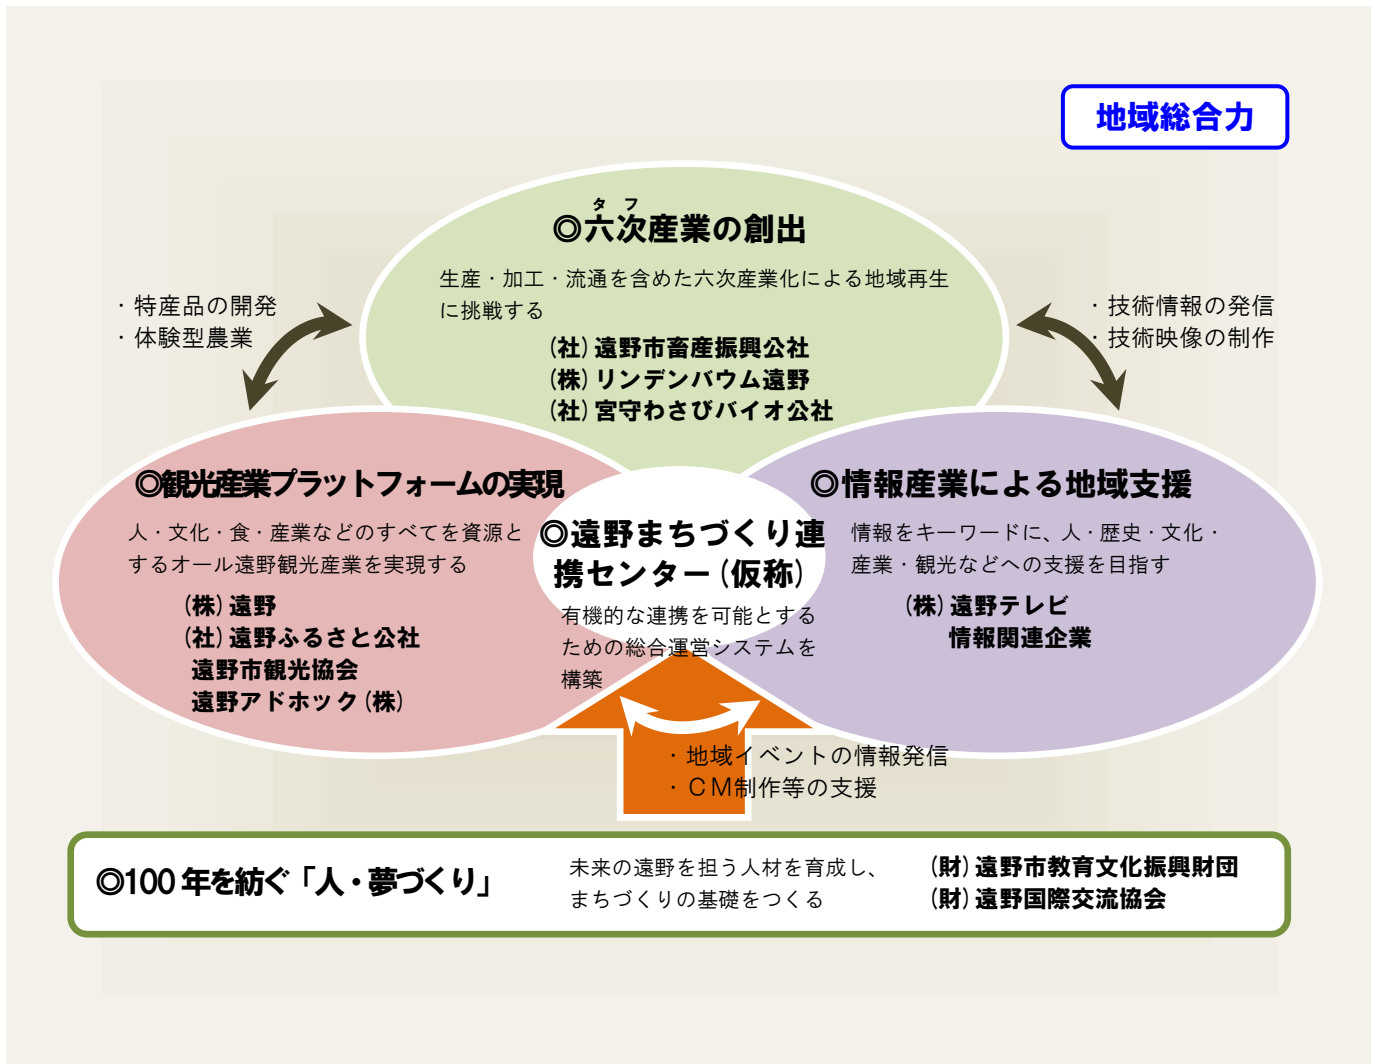 地域総合力
タフ
◎六次産業の創出
生産・加工・流通を含めた六次産業化による地域再生
に挑戦する
(社)遠野市畜産振興公社
(株)リンデンバウム遠野
(社)宮守わさびバイオ公社
・特産品の開発
・体験型農業
・技術情報の発信
・技術映像の制作
◎観光産業プラットフォームの実現
人・文化・食・産業などのすべてを資源と
するオール遠野観光産業を実現する
(株)遠野
(社)遠野ふるさと公社
遠野市観光協会
遠野アドホック(株)
◎遠野まちづくり連
携センター(仮称)
有機的な連携を可能とする
ための総合運営システムを
構築
◎情報産業による地域支援
情報をキーワードに、人・歴史・文化・
産業・観光などへの支援を目指す
(株)遠野テレビ
情報関連企業
・地域イベントの情報発信
・ＣＭ制作等の支援
◎100年を紡ぐ「人・夢づくり」
未来の遠野を担う人材を育成し、
まちづくりの基礎をつくる
(財)遠野市教育文化振興財団
(財)遠野国際交流協会